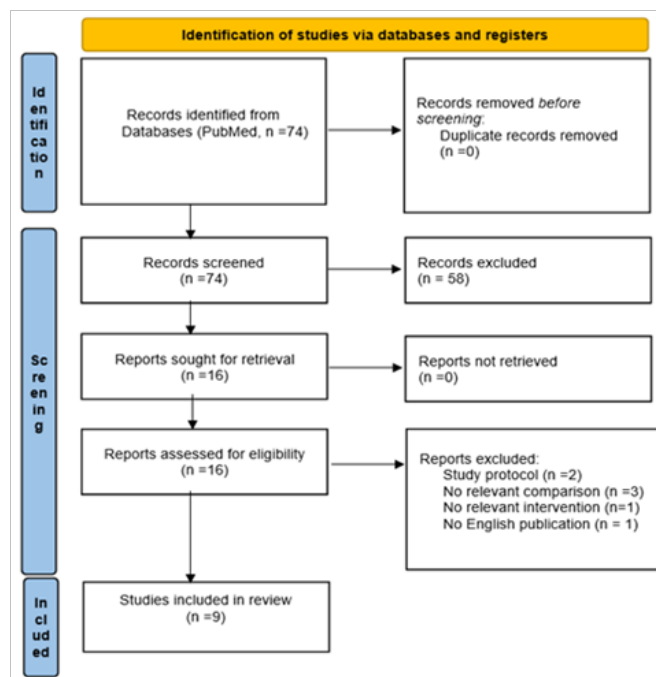 Identification of studies via databases and registers
Id
en
tif
ica
tio
n
Records identified from
Databases (PubMed, n =74)
Records removed before
screening:
Duplicate records removed
(n =0)
Sc
re
en
in
g
Records screened
(n =74)
Records excluded
(n = 58)
Reports sought for retrieval
(n =16)
Reports not retrieved
(n =0)
Reports assessed for eligibility
(n =16)
Reports excluded:
Study protocol (n =2)
No relevant comparison (n =3)
No relevant intervention (n=1)
No English publication (n = 1)
In
cl
ud
ed
Studies included in review
(n =9)